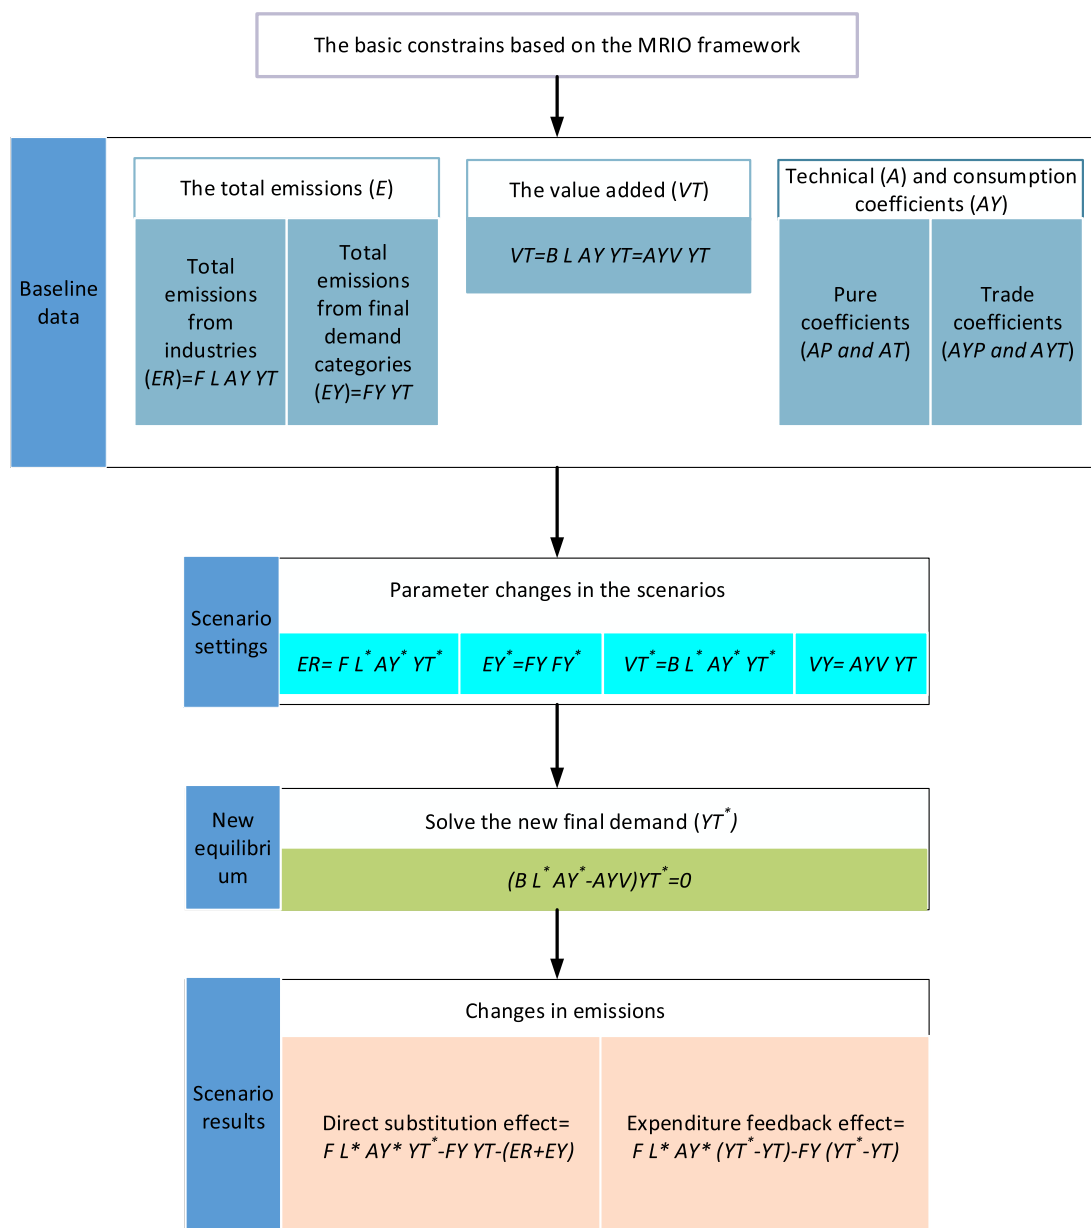 The basic constrains based on the MRIO framework
Baseline
data
The total emissions (E)
Total
emissions
from
industries
(ER)=F L AY YT
Total
emissions
from final
demand
categories
(EY)=FY YT
The value added (VT)
VT=B L AY YT=AYV YT
Technical (A) and consumption
coefficients (AY)
Pure
coefficients
(AP and AT)
Trade
coefficients
(AYP and AYT)
Scenario
settings
Parameter changes in the scenarios
ER= F L* AY* YT*
EY*=FY FY*
VT*=B L* AY* YT*
VY= AYV YT
New
equilibri
um
Solve the new final demand (YT*)
(B L* AY*-AYV)YT*=0
Scenario
results
Changes in emissions
Direct substitution effect=
F L* AY* YT*-FY YT-(ER+EY)
Expenditure feedback effect=
F L* AY* (YT*-YT)-FY (YT*-YT)